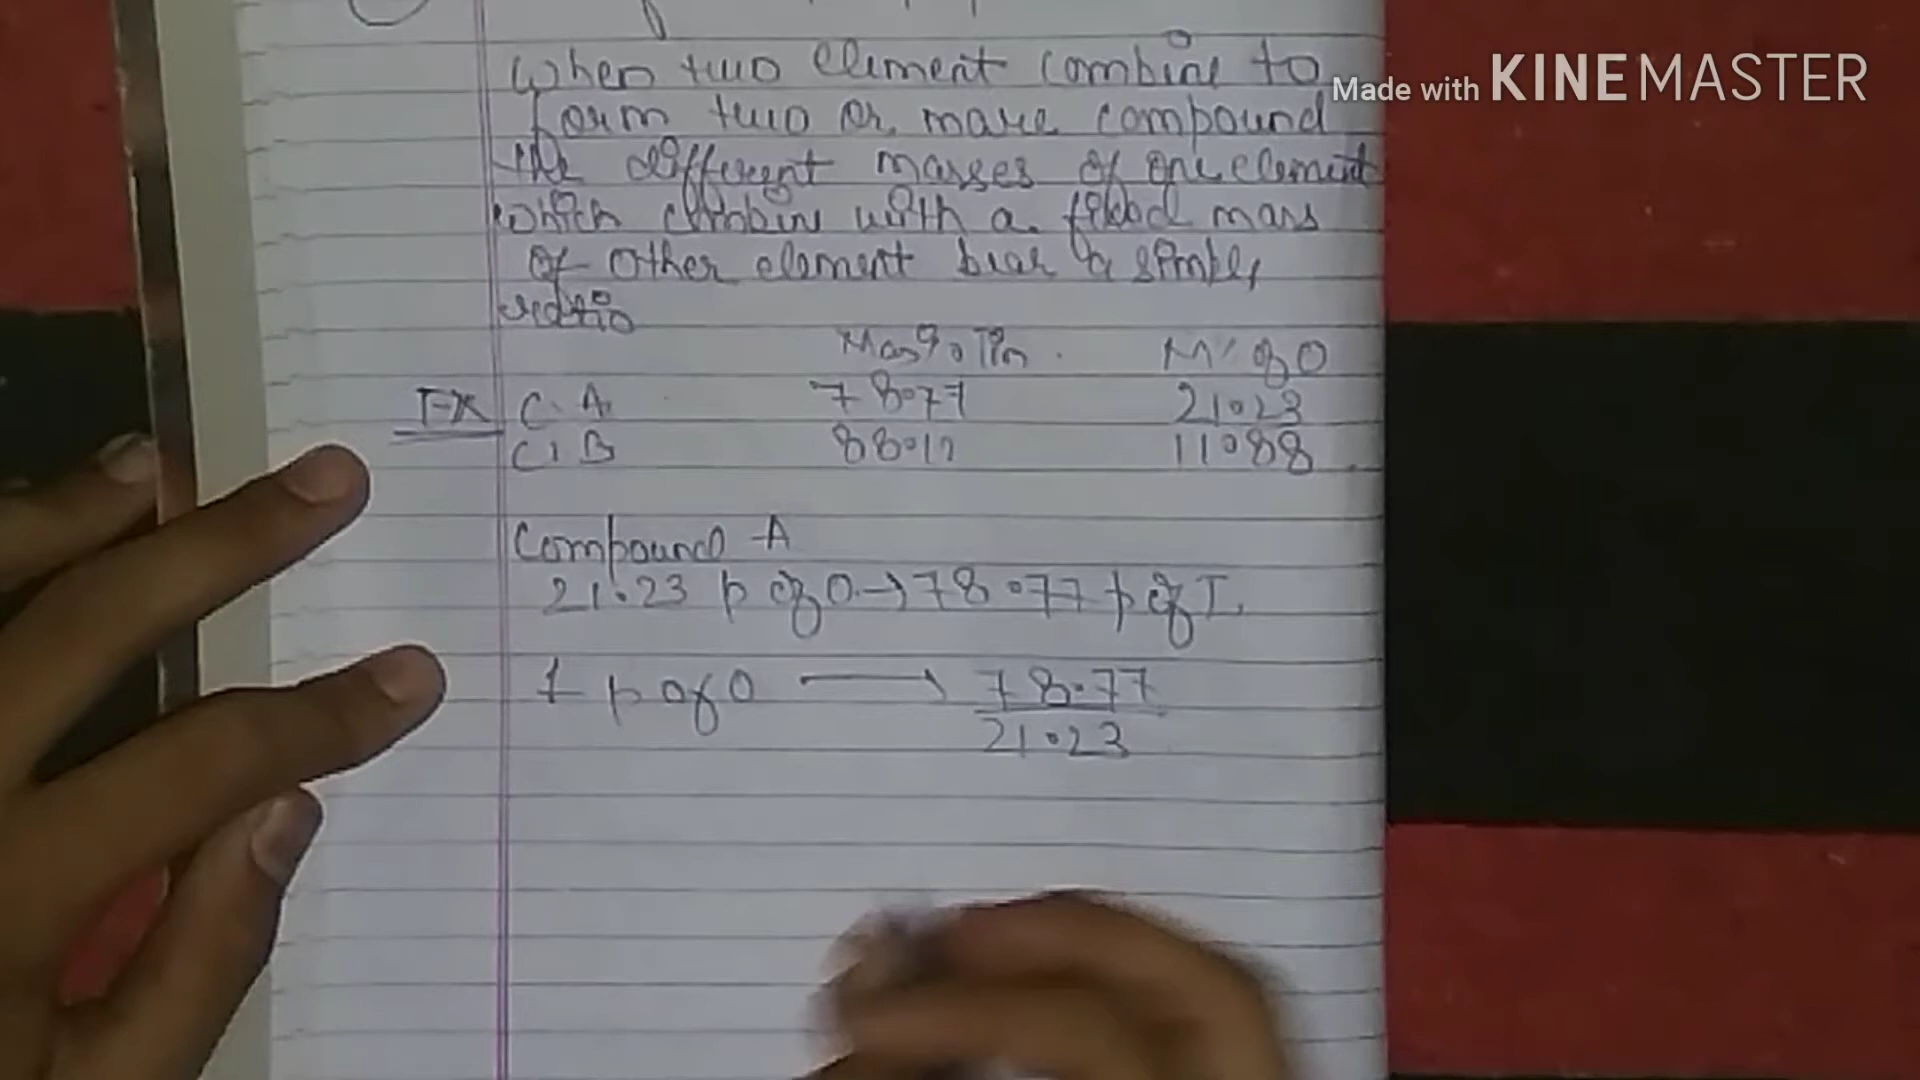 Made with KINEMASTER
When two element combine to
form two or more compound
the different masses of one element
which combine with a fixed mass
of other element bear a simple
ratio
Mas % Tin . M % of O
EX C. A. 78.77 21.23
C. B 88.12 11.88
Compound -A
21.23 p of O → 78.77 p of T.
1 p of O → 78.77
21.23